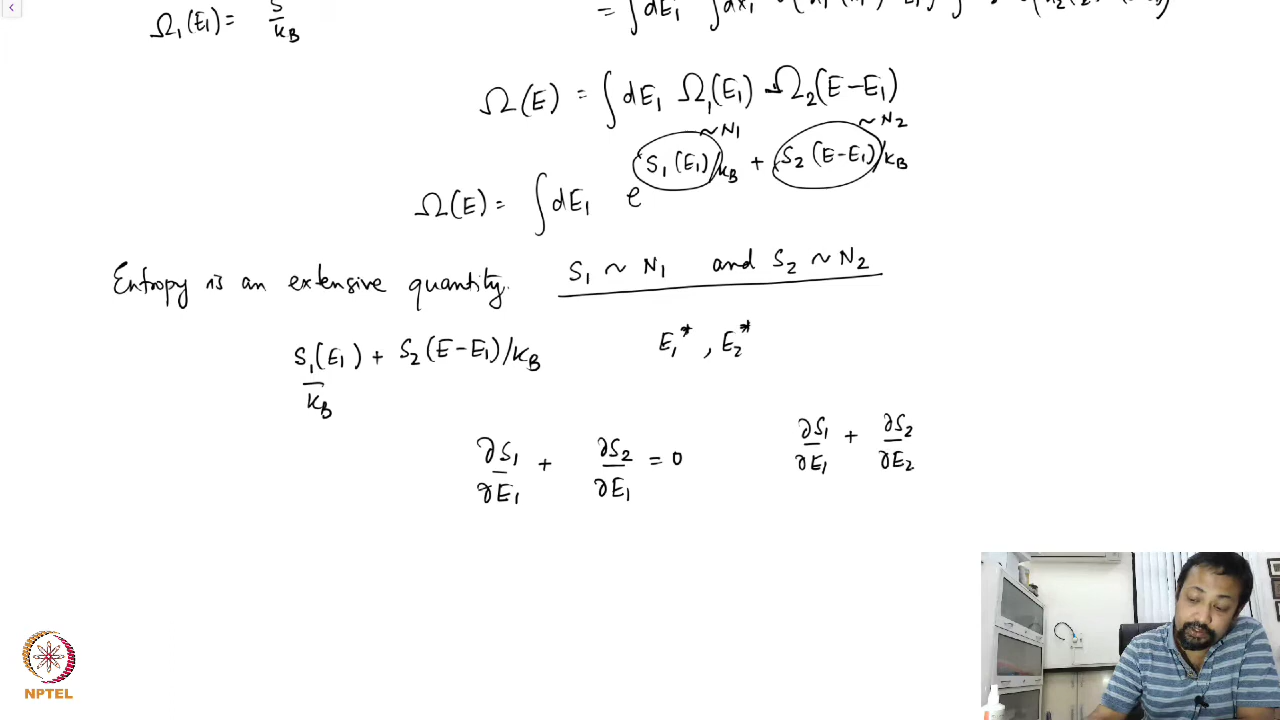 Ω₁(E₁) = S/k_B
= ∫dE₁ ∫dx₁
Ω(E) = ∫dE₁ Ω₁(E₁) Ω₂(E−E₁)
~N₁ ~N₂
Ω(E) = ∫dE₁ e^{S₁(E₁)/k_B + S₂(E−E₁)/k_B}
Entropy is an extensive quantity. S₁ ~ N₁ and S₂ ~ N₂
S₁(E₁)/k_B + S₂(E−E₁)/k_B E₁*, E₂*
∂S₁/∂E₁ + ∂S₂/∂E₁ = 0 ∂S₁/∂E₁ + ∂S₂/∂E₂
NPTEL